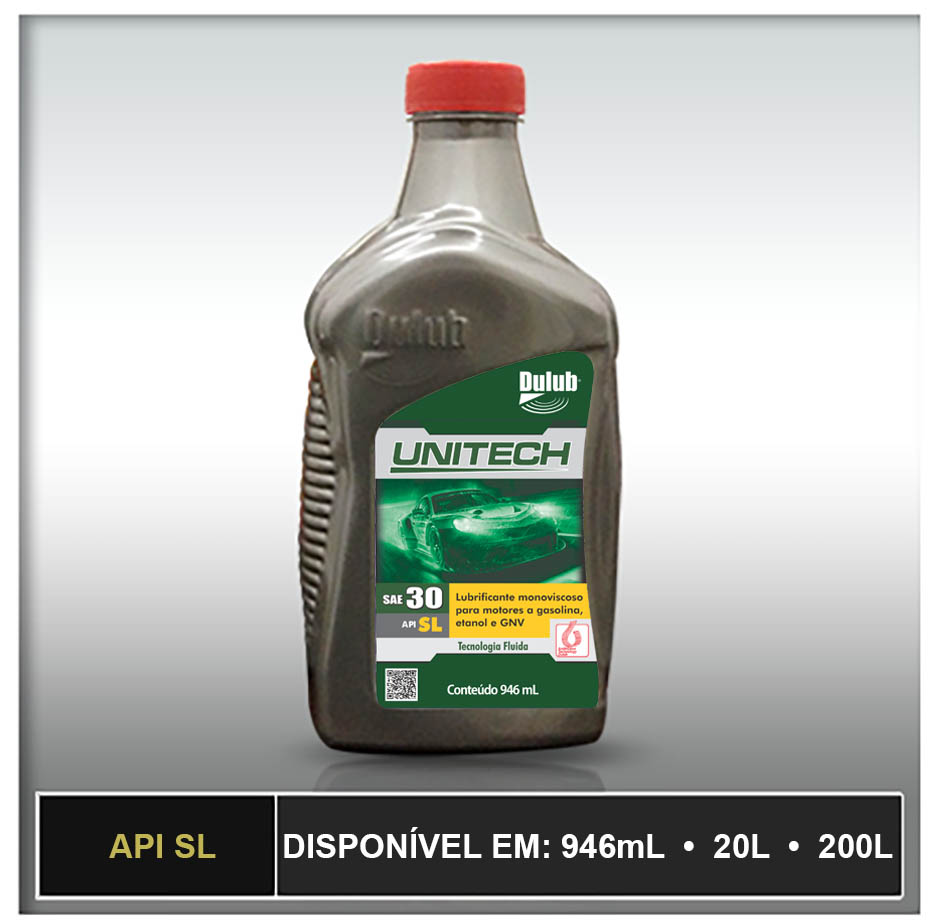 Dulub
Dulub
UNITECH
SAE 30
API SL
Lubrificante monoviscoso
para motores a gasolina,
etanol e GNV
Tecnologia Fluida
Conteúdo 946 mL
API SL
DISPONÍVEL EM: 946mL • 20L • 200L